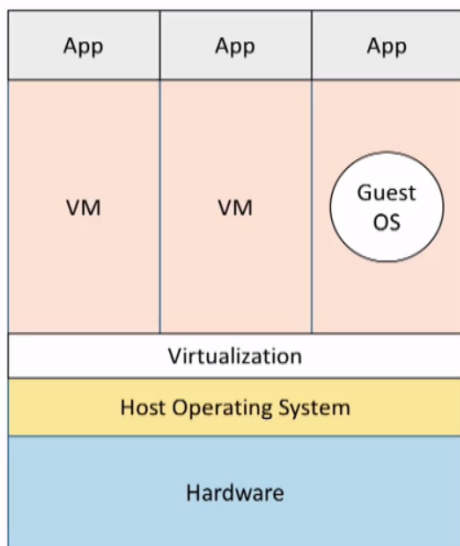 App
App
App
VM
VM
Guest
OS
Virtualization
Host Operating System
Hardware